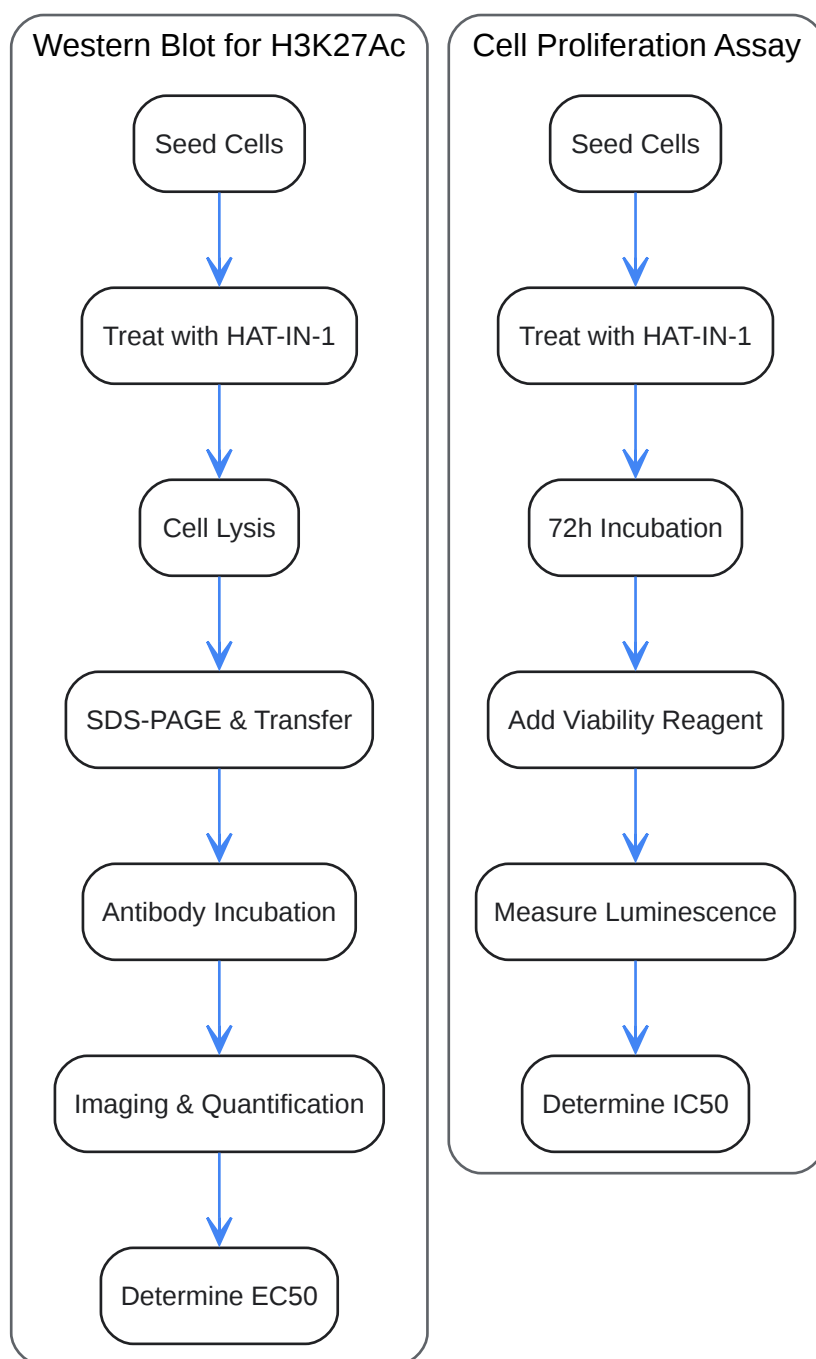 Western Blot for H3K27Ac
Seed Cells
Treat with HAT-IN-1
Cell Lysis
SDS-PAGE & Transfer
Antibody Incubation
Imaging & Quantification
Determine EC50
Cell Proliferation Assay
Seed Cells
Treat with HAT-IN-1
72h Incubation
Add Viability Reagent
Measure Luminescence
Determine IC50